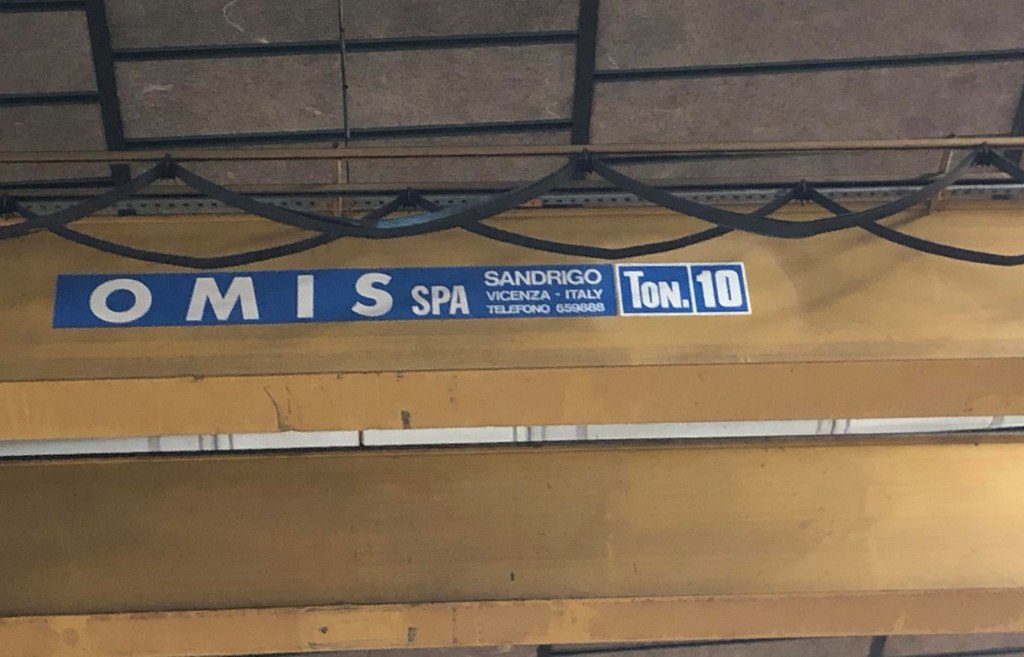 OMIS SPA
SANDRIGO
VICENZA - ITALY
TELEFONO 659888
TON. 10